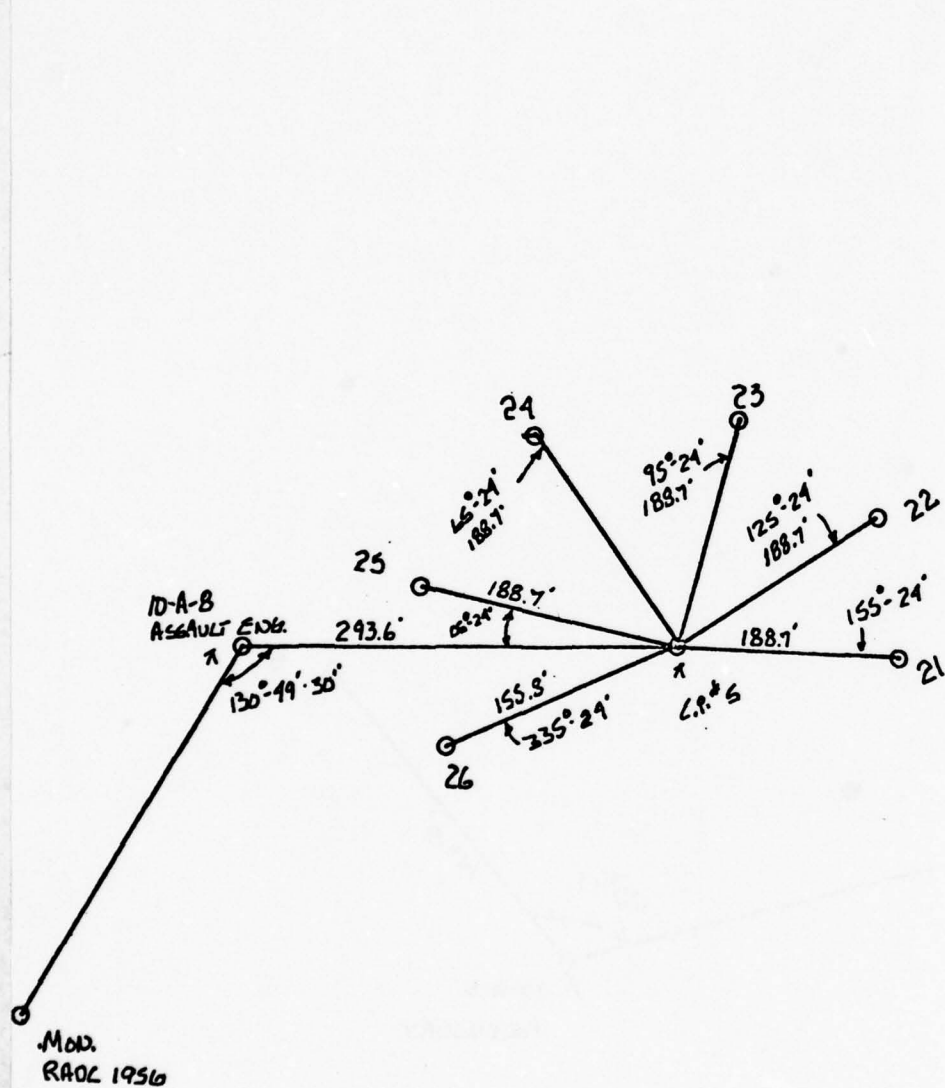 24
23
65°-24'
188.7'
95°-24'
188.7'
125°-24'
188.7'
22
25
188.7'
10-A-B
ASSAULT ENG.
293.6'
05°-24'
188.7'
155°-24'
21
π
130°-49'-30"
π
C.P.#5
155.8'
335°-24'
26
MON.
RADC 1956